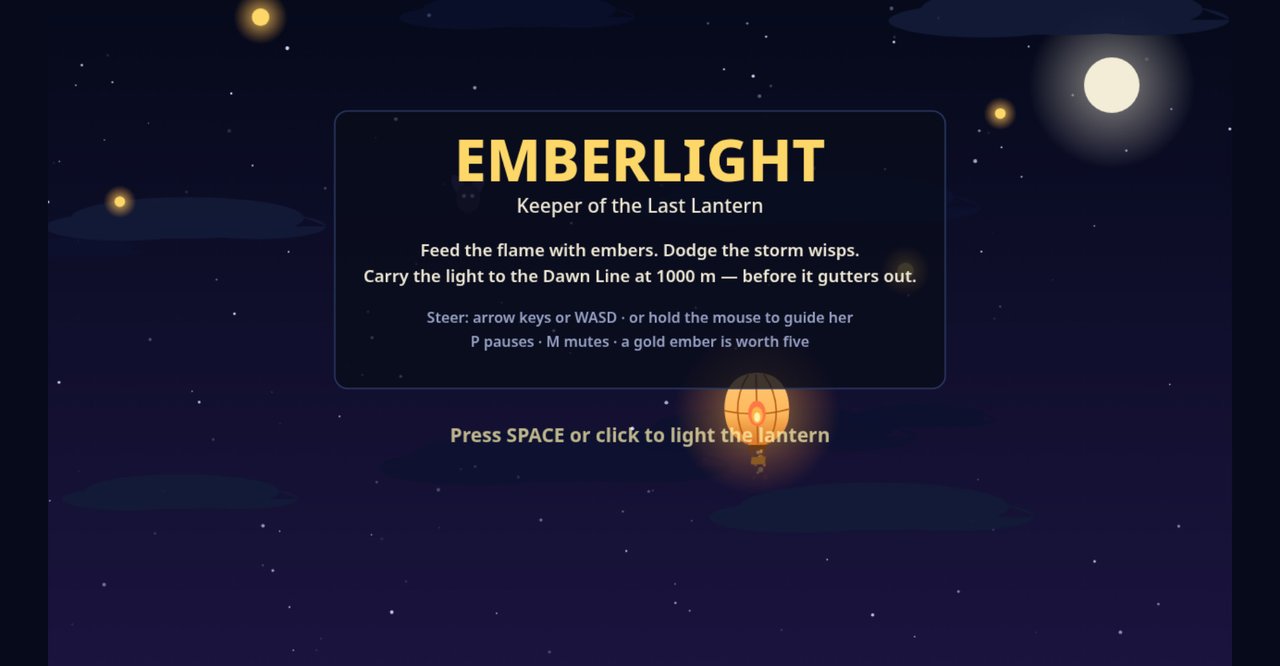 EMBERLIGHT
Keeper of the Last Lantern
Feed the flame with embers. Dodge the storm wisps.
Carry the light to the Dawn Line at 1000 m — before it gutters out.
Steer: arrow keys or WASD · or hold the mouse to guide her
P pauses · M mutes · a gold ember is worth five
Press SPACE or click to light the lantern